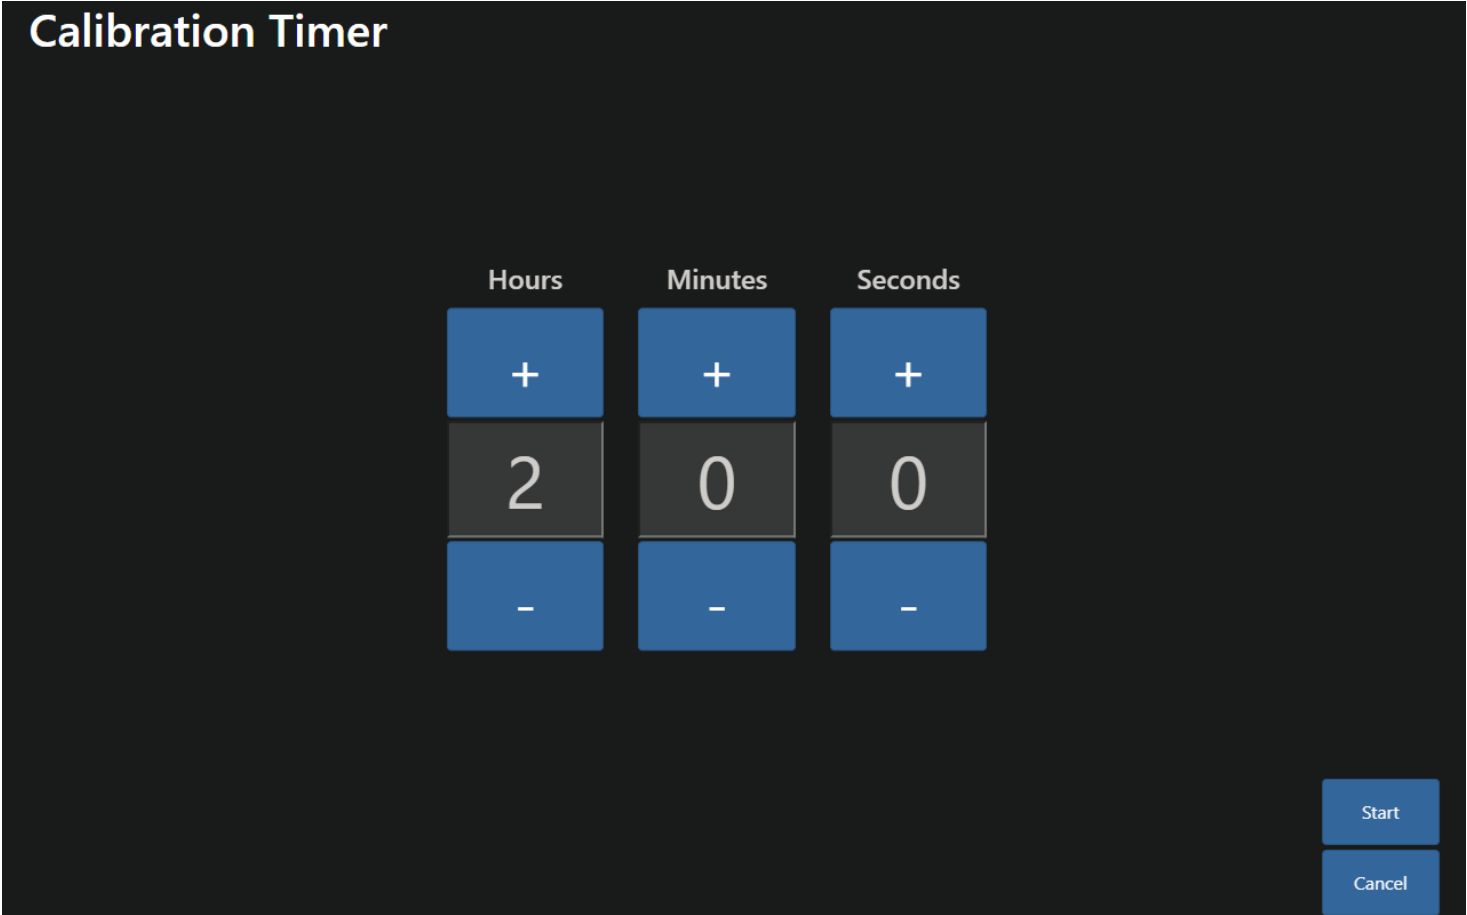 Calibration Timer
Hours Minutes Seconds
+ + +
2 0 0
- - -
Start
Cancel